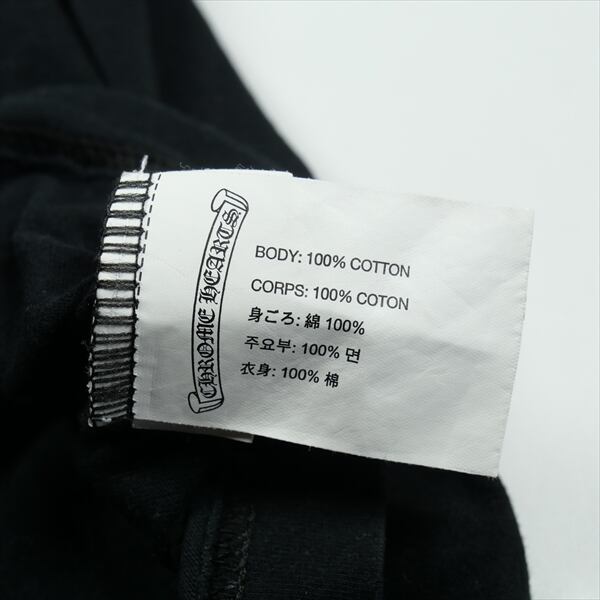 CHROME HEARTS
BODY: 100% COTTON
CORPS: 100% COTON
身ごろ: 綿 100%
주요부: 100% 면
衣身: 100% 棉